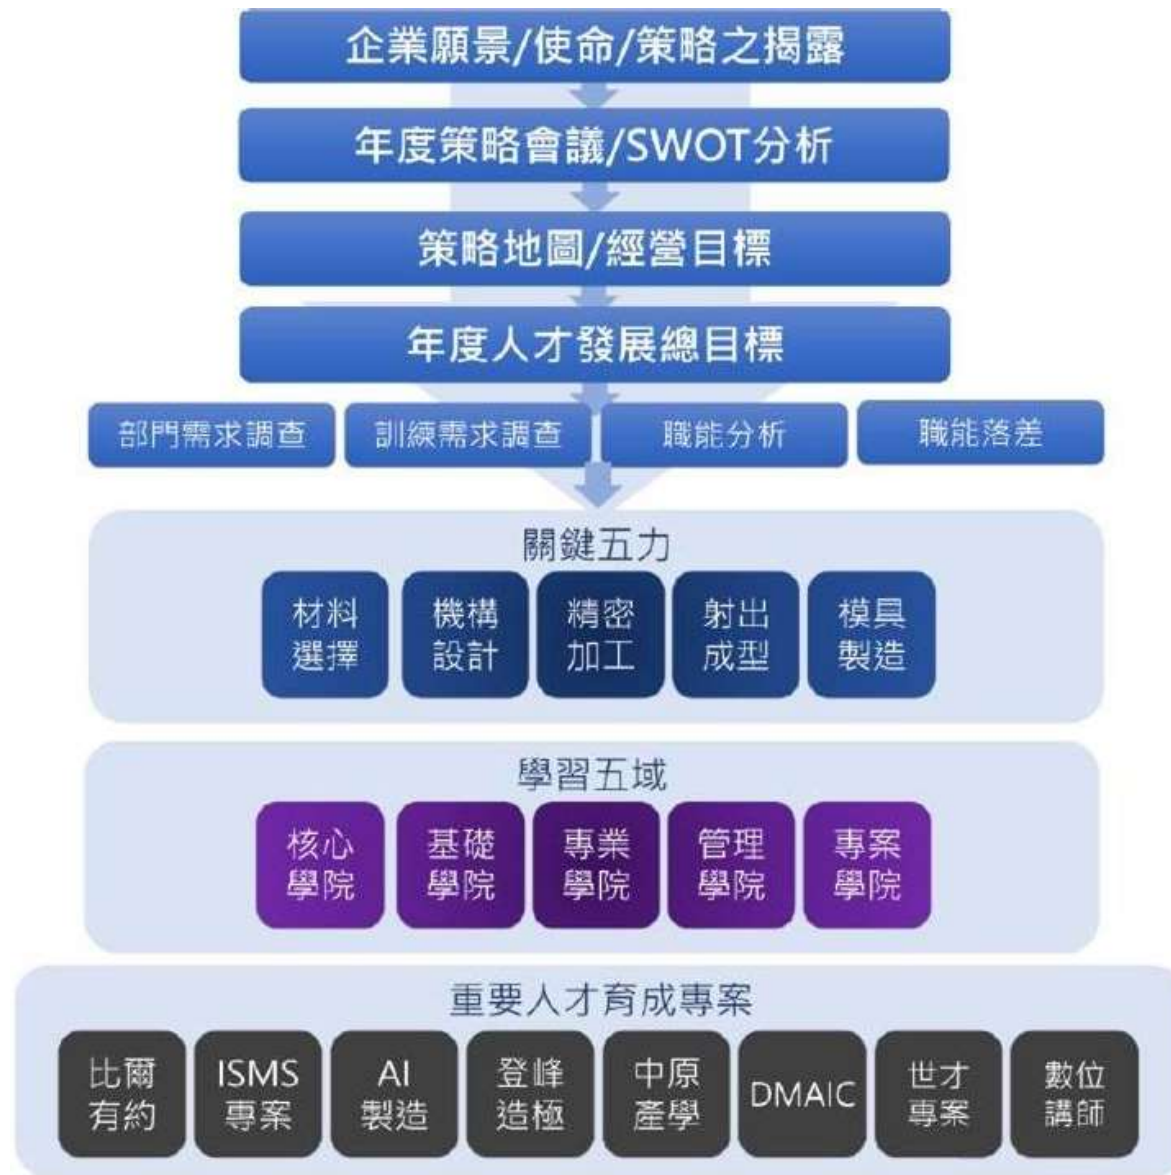 企業願景/使命/策略之揭露
年度策略會議/SWOT分析
策略地圖/經營目標
年度人才發展總目標
部門需求調查
訓練需求調查
職能分析
職能落差
關鍵五力
材料
選擇
機構
設計
精密
加工
射出
成型
模具
製造
學習五域
核心
學院
基礎
學院
專業
學院
管理
學院
專案
學院
重要人才育成專案
比爾
有約
ISMS
專案
AI
製造
登峰
造極
中原
產學
DMAIC
世才
專案
數位
講師